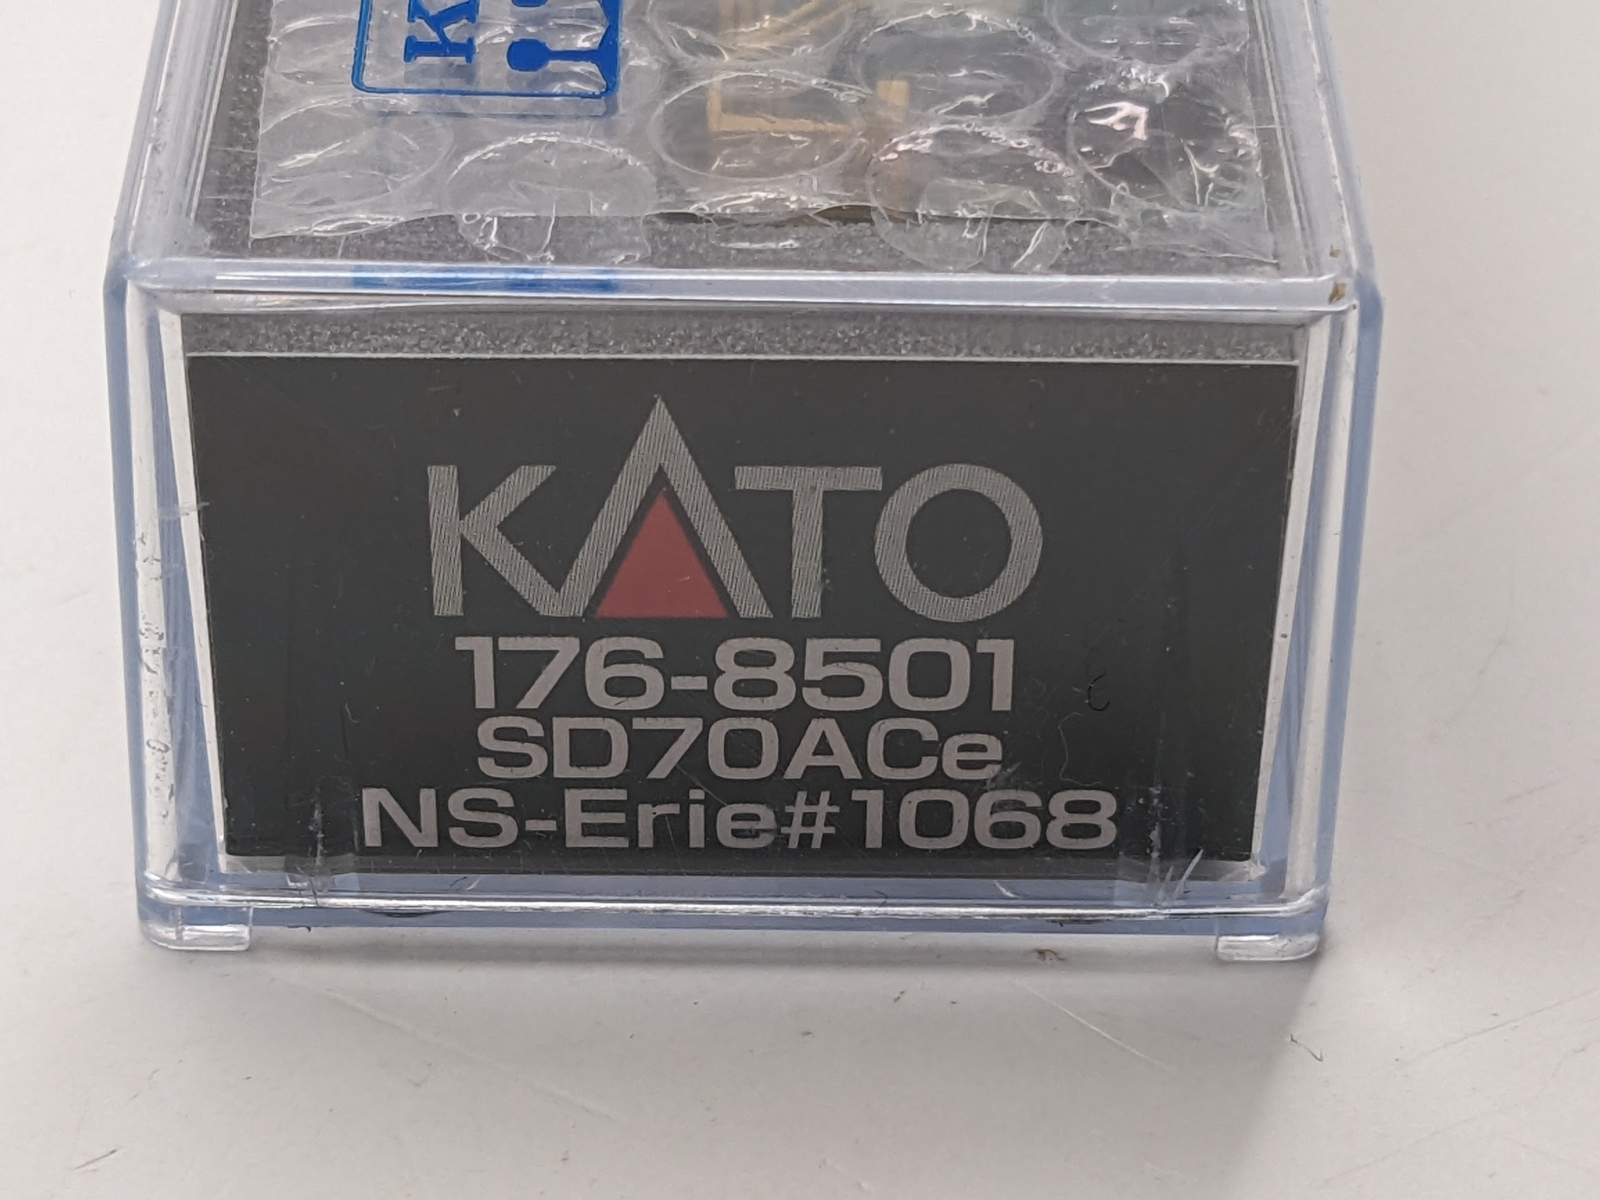 K
KATO
176-8501
SD70ACe
NS-Erie#1068